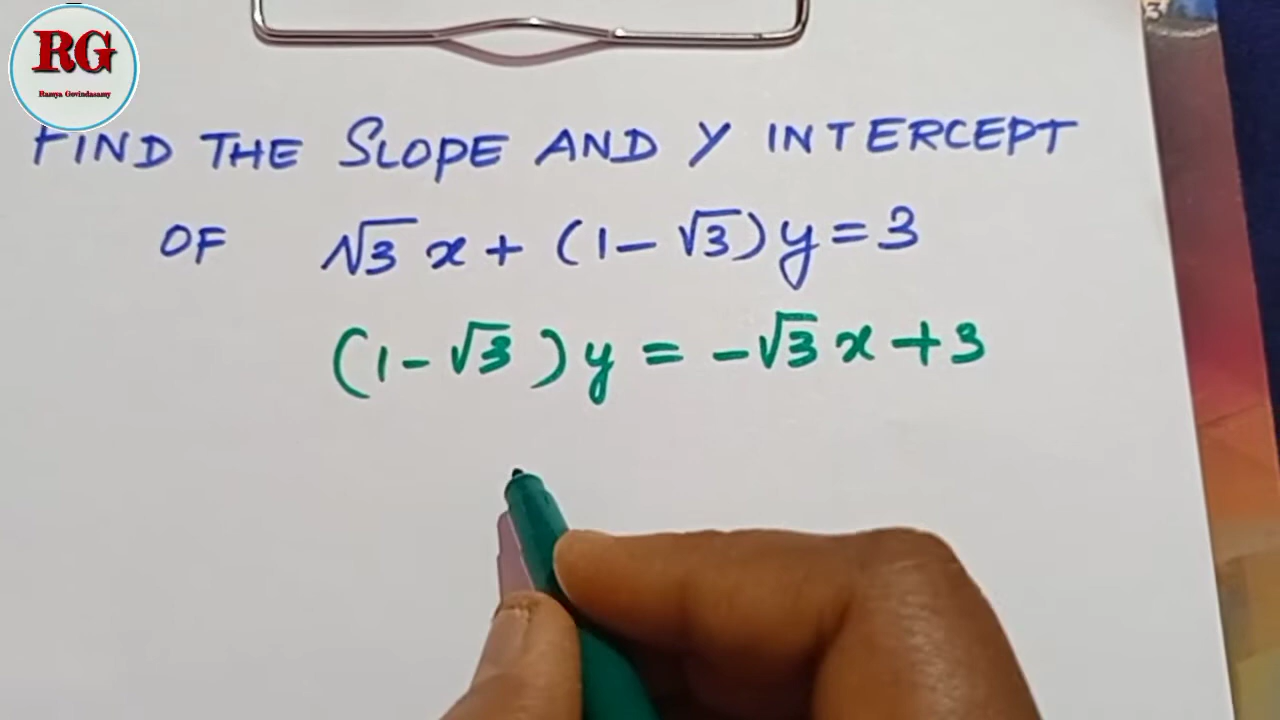 RG
Ramya Govindasamy
FIND THE SLOPE AND Y INTERCEPT
OF √3 x + (1 - √3) y = 3
(1 - √3) y = -√3 x + 3